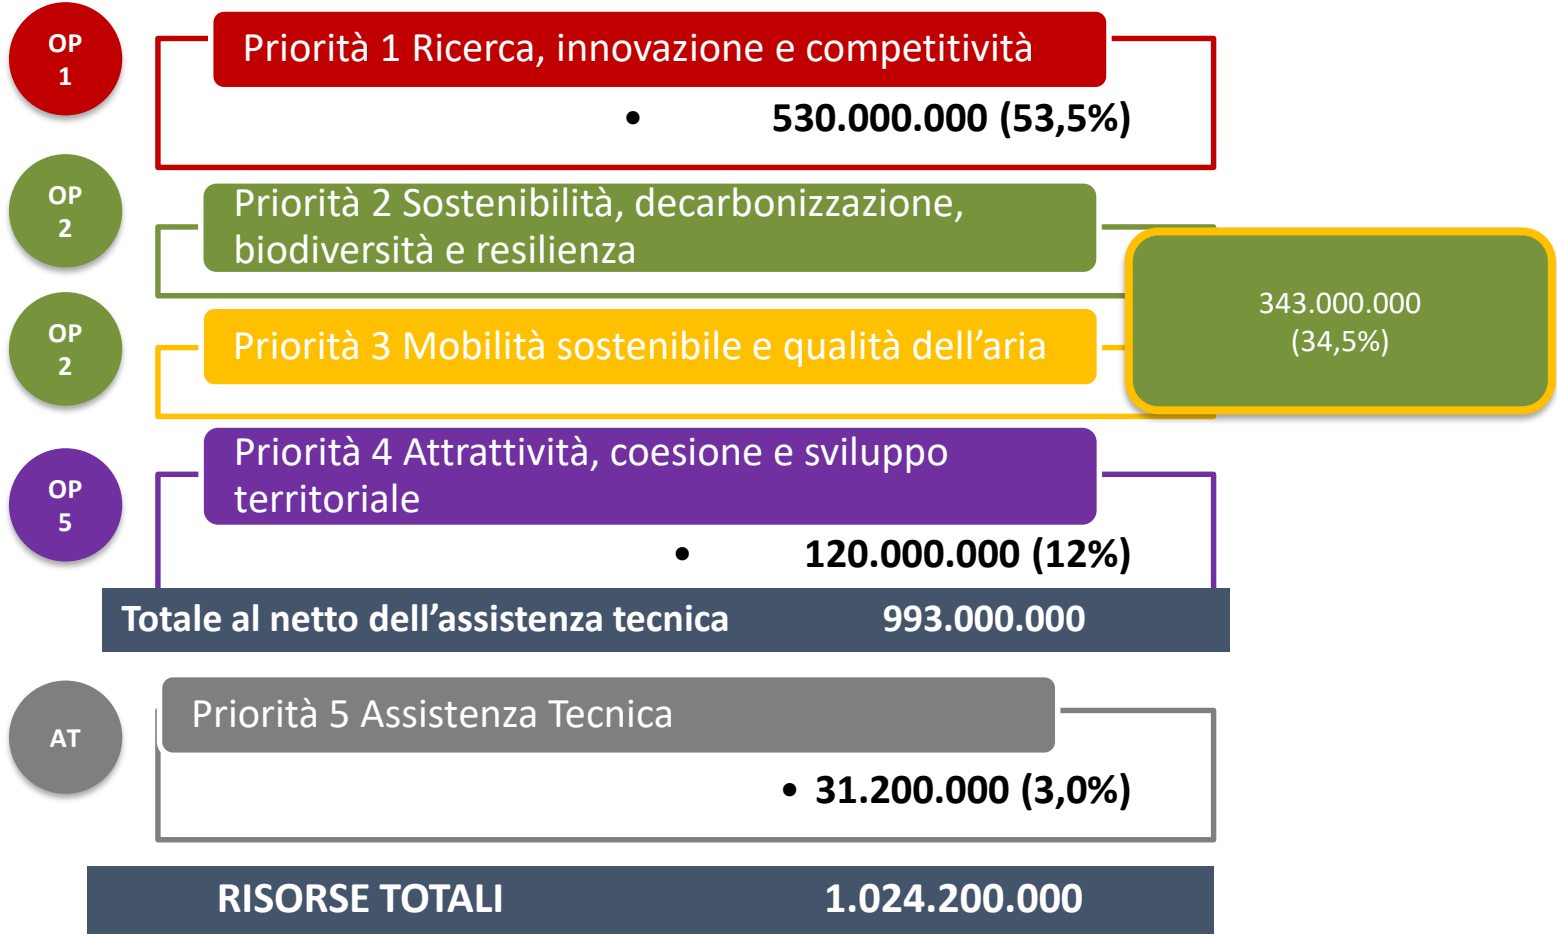 OP
1
Priorità 1 Ricerca, innovazione e competitività
• 530.000.000 (53,5%)
OP
2
Priorità 2 Sostenibilità, decarbonizzazione,
biodiversità e resilienza
343.000.000
(34,5%)
OP
2
Priorità 3 Mobilità sostenibile e qualità dell’aria
OP
5
Priorità 4 Attrattività, coesione e sviluppo
territoriale
• 120.000.000 (12%)
Totale al netto dell’assistenza tecnica 993.000.000
AT
Priorità 5 Assistenza Tecnica
• 31.200.000 (3,0%)
RISORSE TOTALI 1.024.200.000